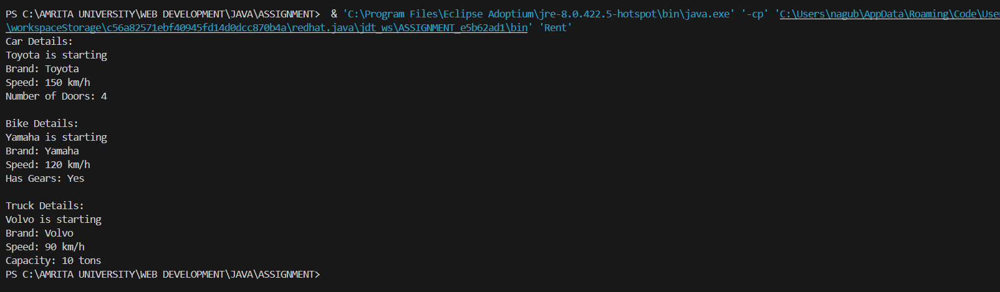 PS C:\AMRITA UNIVERSITY\WEB DEVELOPMENT\JAVA\ASSIGNMENT>  & 'C:\Program Files\Eclipse Adoptium\jre-8.0.422.5-hotspot\bin\java.exe' '-cp' 'C:\Users\nagub\AppData\Roaming\Code\User
\workspaceStorage\c56a82571ebf40945fd14d0dcc870b4a\redhat.java\jdt_ws\ASSIGNMENT_e5b62ad1\bin' 'Rent'
Car Details:
Toyota is starting
Brand: Toyota
Speed: 150 km/h
Number of Doors: 4

Bike Details:
Yamaha is starting
Brand: Yamaha
Speed: 120 km/h
Has Gears: Yes

Truck Details:
Volvo is starting
Brand: Volvo
Speed: 90 km/h
Capacity: 10 tons
PS C:\AMRITA UNIVERSITY\WEB DEVELOPMENT\JAVA\ASSIGNMENT>